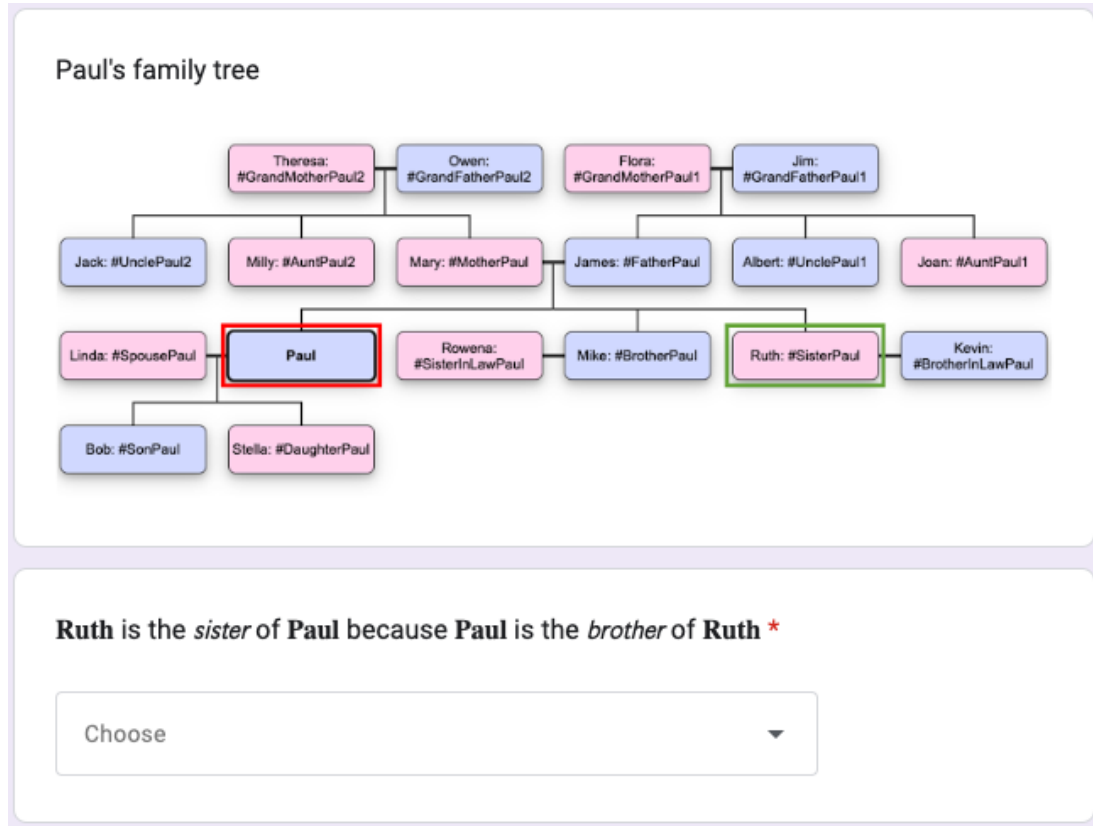 Paul's family tree
Theresa:
#GrandMotherPaul2
Owen:
#GrandFatherPaul2
Flora:
#GrandMotherPaul1
Jim:
#GrandFatherPaul1
Jack: #UnclePaul2
Milly: #AuntPaul2
Mary: #MotherPaul
James: #FatherPaul
Albert: #UnclePaul1
Joan: #AuntPaul1
Linda: #SpousePaul
Paul
Rowena:
#SisterInLawPaul
Mike: #BrotherPaul
Ruth: #SisterPaul
Kevin:
#BrotherInLawPaul
Bob: #SonPaul
Stella: #DaughterPaul
Ruth is the sister of Paul because Paul is the brother of Ruth *
Choose